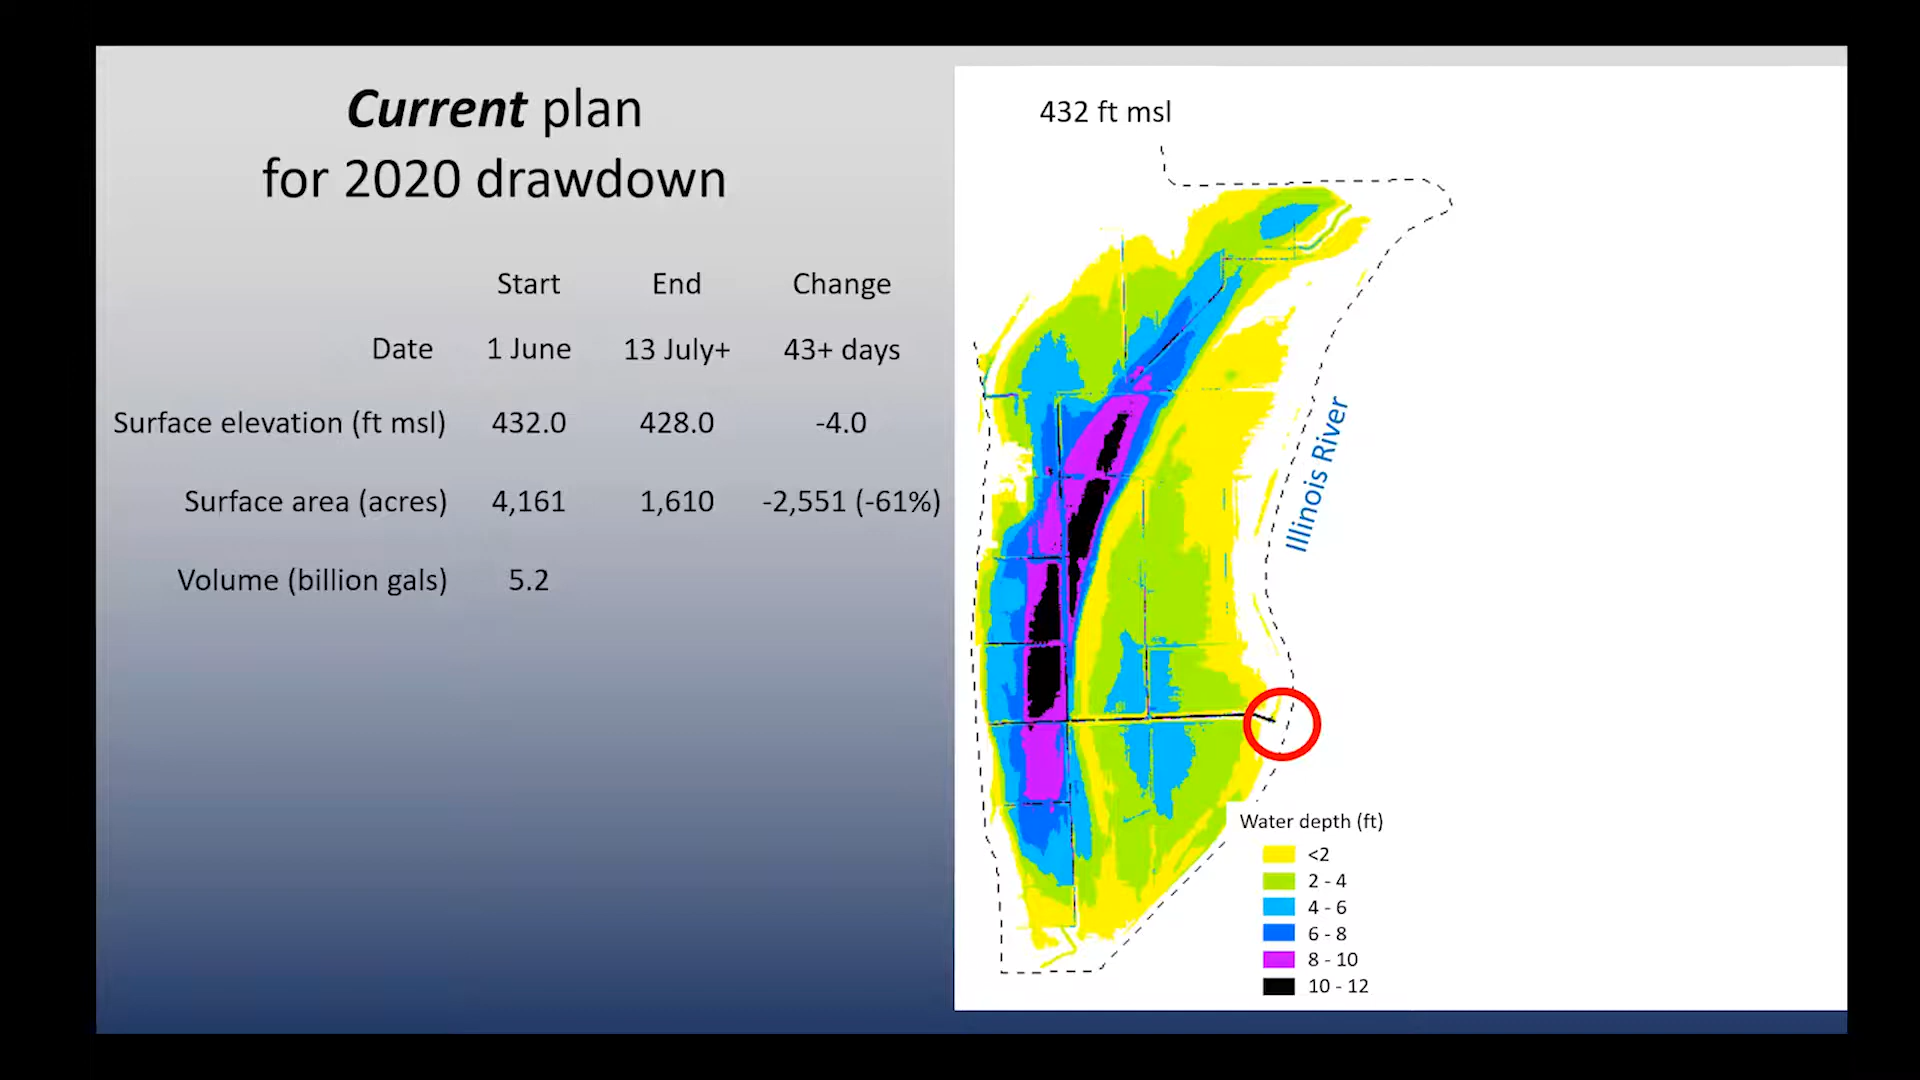 Current plan
for 2020 drawdown
Start End Change
Date 1 June 13 July+ 43+ days
Surface elevation (ft msl) 432.0 428.0 -4.0
Surface area (acres) 4,161 1,610 -2,551 (-61%)
Volume (billion gals) 5.2
432 ft msl
Illinois River
Water depth (ft)
<2
2 - 4
4 - 6
6 - 8
8 - 10
10 - 12